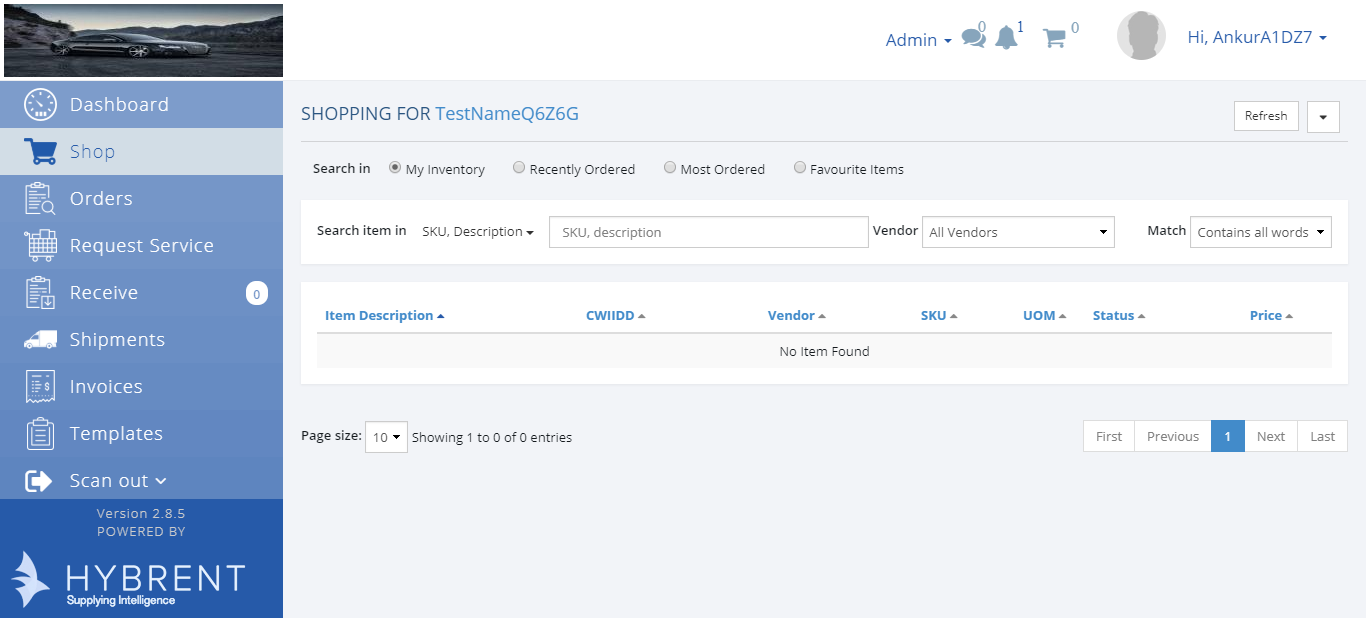 Admin 0 1 0 Hi, AnkurA1DZ7
Dashboard
Shop
Orders
Request Service
Receive 0
Shipments
Invoices
Templates
Scan out
Version 2.8.5
POWERED BY
HYBRENT
Supplying Intelligence
SHOPPING FOR TestNameQ6Z6G Refresh
Search in My Inventory Recently Ordered Most Ordered Favourite Items
Search item in SKU, Description SKU, description Vendor All Vendors Match Contains all words
Item Description CWIIDD Vendor SKU UOM Status Price
No Item Found
Page size: 10 Showing 1 to 0 of 0 entries First Previous 1 Next Last